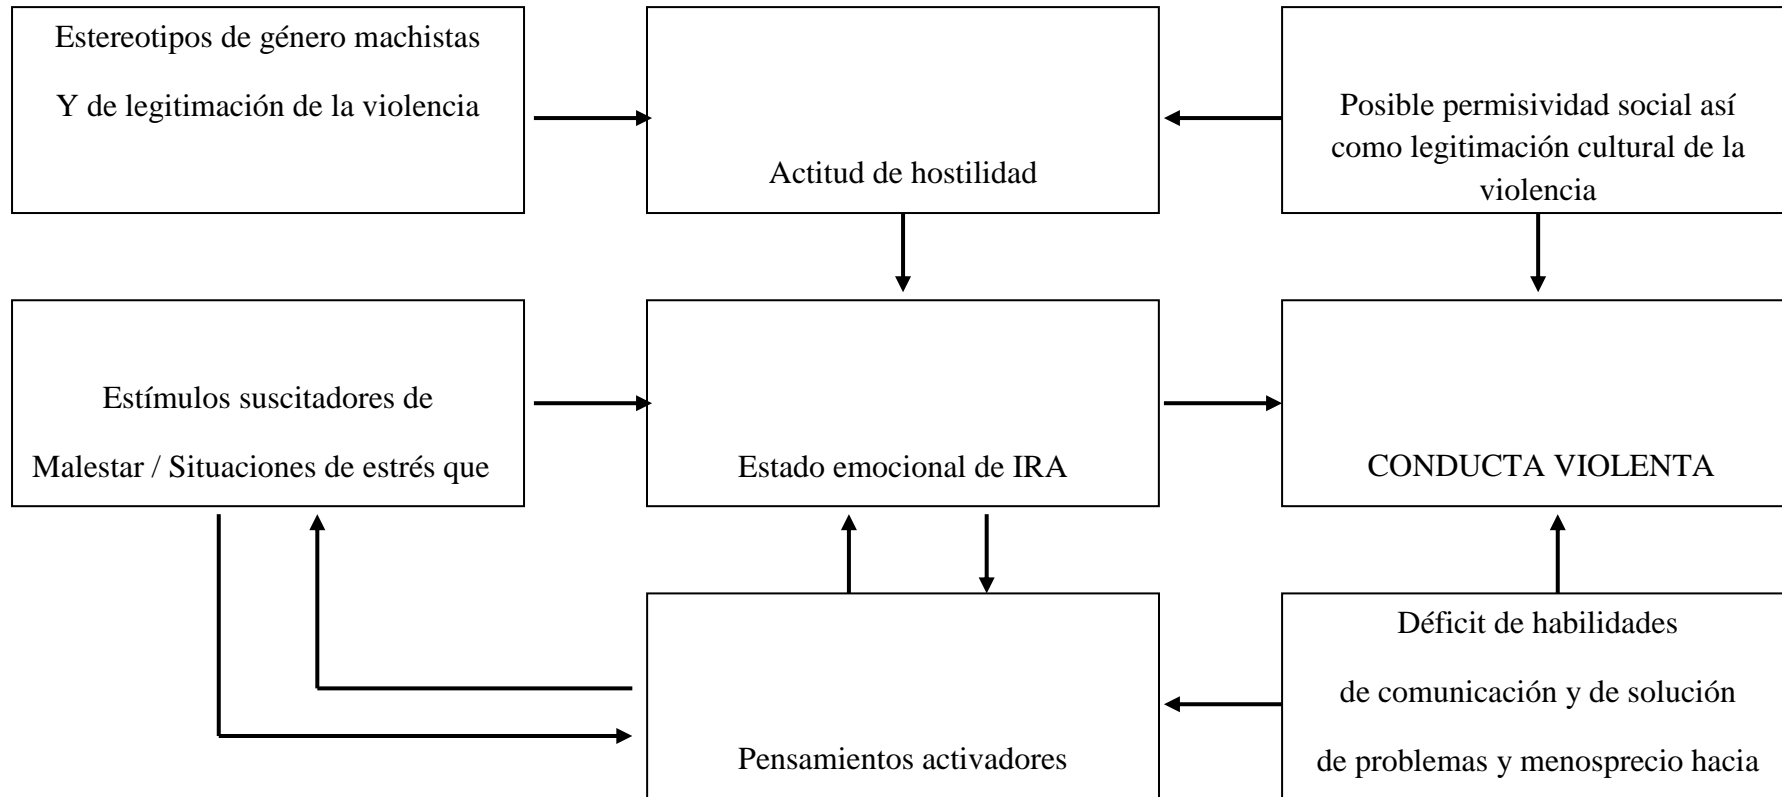 Estereotipos de género machistas
Y de legitimación de la violencia
Actitud de hostilidad
Posible permisividad social así
como legitimación cultural de la
violencia
Estímulos suscitadores de
Malestar / Situaciones de estrés que
Estado emocional de IRA
CONDUCTA VIOLENTA
Pensamientos activadores
Déficit de habilidades
de comunicación y de solución
de problemas y menosprecio hacia